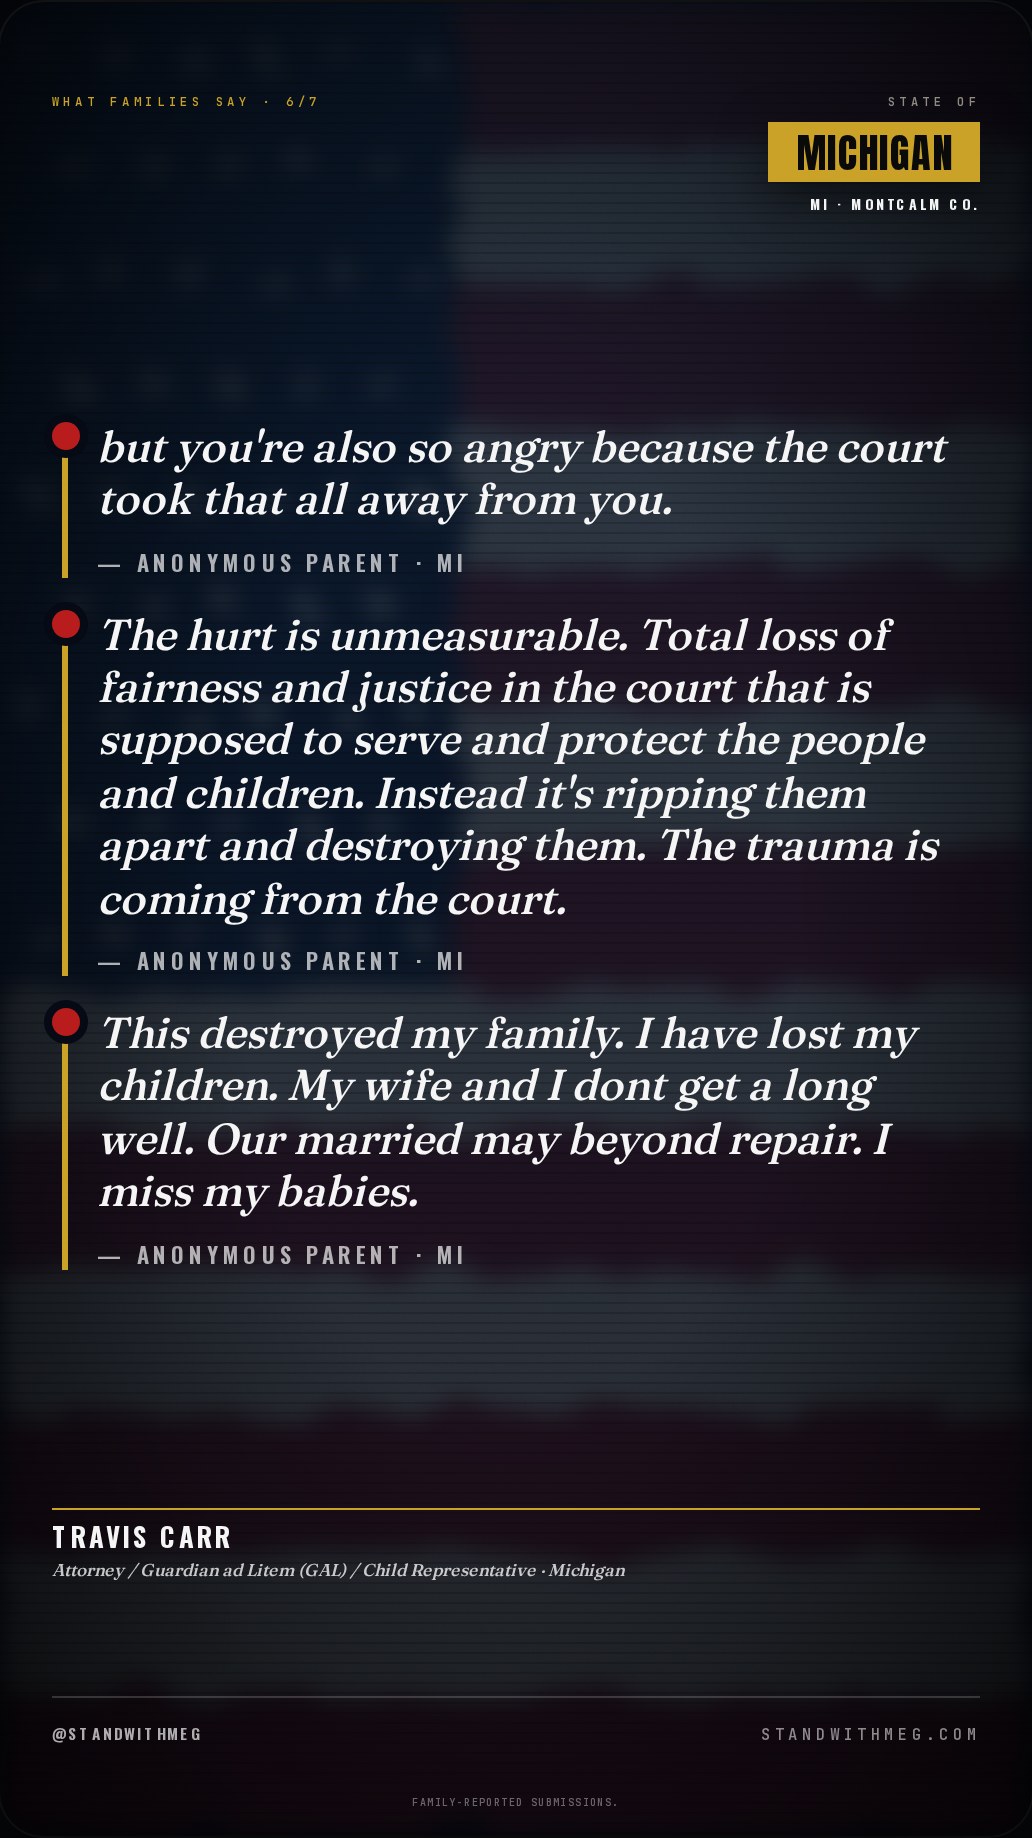 WHAT FAMILIES SAY · 6/7
STATE OF
MICHIGAN
MI · MONTCALM CO.
but you're also so angry because the court
took that all away from you.
— ANONYMOUS PARENT · MI
The hurt is unmeasurable. Total loss of
fairness and justice in the court that is
supposed to serve and protect the people
and children. Instead it's ripping them
apart and destroying them. The trauma is
coming from the court.
— ANONYMOUS PARENT · MI
This destroyed my family. I have lost my
children. My wife and I dont get a long
well. Our married may beyond repair. I
miss my babies.
— ANONYMOUS PARENT · MI
TRAVIS CARR
Attorney / Guardian ad Litem (GAL) / Child Representative · Michigan
@STANDWITHMEG
STANDWITHMEG.COM
FAMILY-REPORTED SUBMISSIONS.